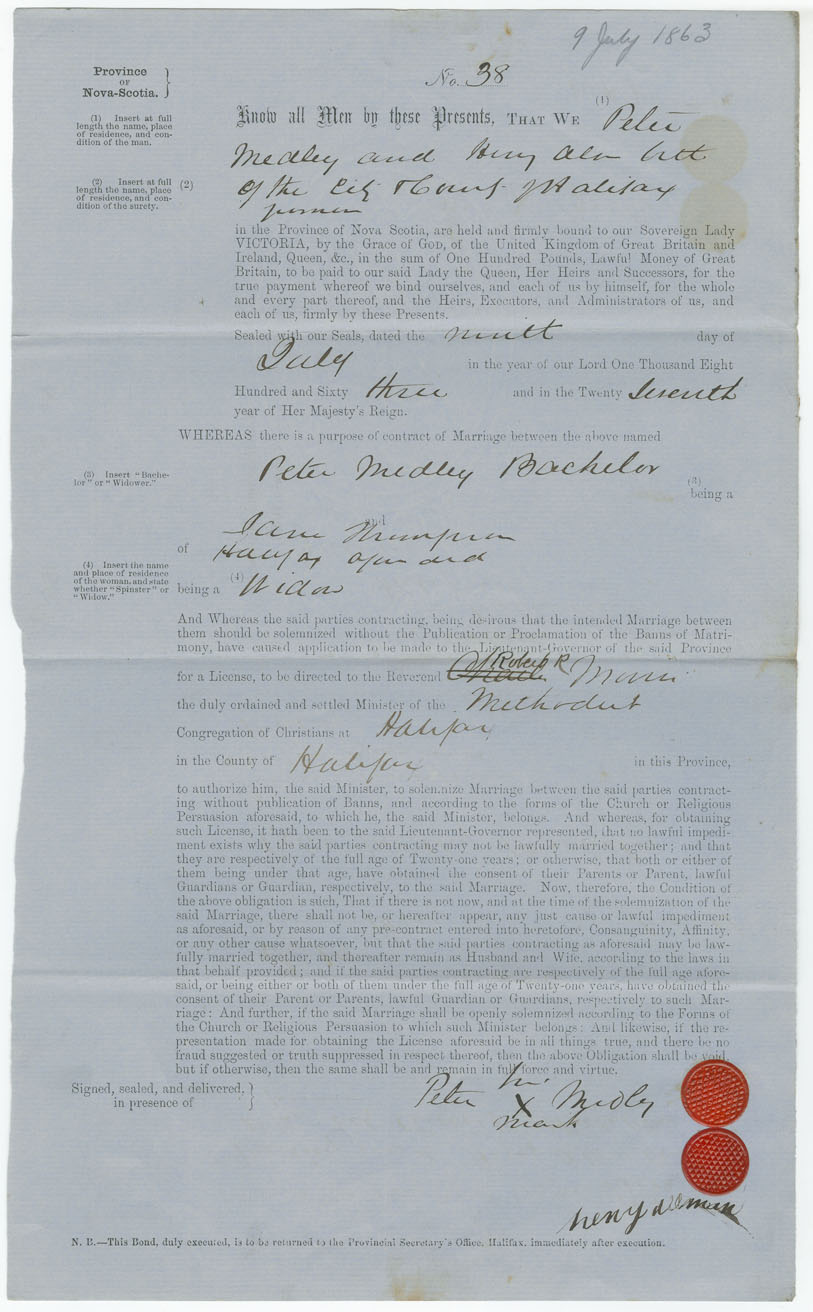 9 July 1863
Province
OF
Nova-Scotia.
No. 38
(1) Insert at full
length the name, place
of residence, and con-
dition of the man.
(1)
Know all Men by these Presents, THAT WE Peter
Medley and Henry
(2) Insert at full
length the name, place
of residence, and con-
dition of the surety.
(2)
of the City & County of Halifax
in the Province of Nova Scotia, are held and firmly bound to our Sovereign Lady
VICTORIA, by the Grace of GOD, of the United Kingdom of Great Britain and
Ireland, Queen, &c., in the sum of One Hundred Pounds, Lawful Money of Great
Britain, to be paid to our said Lady the Queen, Her Heirs and Successors, for the
true payment whereof we bind ourselves, and each of us by himself, for the whole
and every part thereof, and the Heirs, Executors, and Administrators of us, and
each of us, firmly by these Presents.
Sealed with our Seals, dated the ninth day of
July in the year of our Lord One Thousand Eight
Hundred and Sixty three and in the Twenty Seventh
year of Her Majesty's Reign.
WHEREAS there is a purpose of contract of Marriage between the above named
(3) Insert "Bache-
lor" or "Widower."
Peter Medley Bachelor
(3)
being a
and
Jane Thompson
of Halifax aforesaid
(4) Insert the name
and place of residence
of the woman, and state
whether "Spinster" or
"Widow."
being a (4) Widow
And Whereas the said parties contracting, being desirous that the intended Marriage between
them should be solemnized without the Publication or Proclamation of the Banns of Matri-
mony, have caused application to be made to the Lieutenant-Governor of the said Province
for a License, to be directed to the Reverend Robert R Morris
the duly ordained and settled Minister of the Methodist
Congregation of Christians at Halifax
in the County of Halifax in this Province,
to authorize him, the said Minister, to solemnize Marriage between the said parties contract-
ing without publication of Banns, and according to the forms of the Church or Religious
Persuasion aforesaid, to which he, the said Minister, belongs. And whereas, for obtaining
such License, it hath been to the said Lieutenant-Governor represented, that no lawful impedi-
ment exists why the said parties contracting may not be lawfully married together; and that
they are respectively of the full age of Twenty-one years; or otherwise, that both or either of
them being under that age, have obtained the consent of their Parents or Parent, lawful
Guardians or Guardian, respectively, to the said Marriage. Now, therefore, the Condition of
the above obligation is such, That if there is not now, and at the time of the solemnization of the
said Marriage, there shall not be, or hereafter appear, any just cause or lawful impediment
as aforesaid, or by reason of any pre-contract entered into heretofore, Consanguinity, Affinity,
or any other cause whatsoever, but that the said parties contracting as aforesaid may be law-
fully married together, and thereafter remain as Husband and Wife, according to the laws in
that behalf provided; and if the said parties contracting are respectively of the full age afore-
said, or being either or both of them under the full age of Twenty-one years, have obtained the
consent of their Parent or Parents, lawful Guardian or Guardians, respectively to such Mar-
riage: And further, if the said Marriage shall be openly solemnized according to the Forms of
the Church or Religious Persuasion to which such Minister belongs: And likewise, if the re-
presentation made for obtaining the License aforesaid be in all things true, and there be no
fraud suggested or truth suppressed in respect thereof, then the above Obligation shall be void,
but if otherwise, then the same shall be and remain in full force and virtue.
Signed, sealed, and delivered,
in presence of
his
Peter X Medley
mark
henry
N. B.—This Bond, duly executed, is to be returned to the Provincial Secretary's Office, Halifax, immediately after execution.